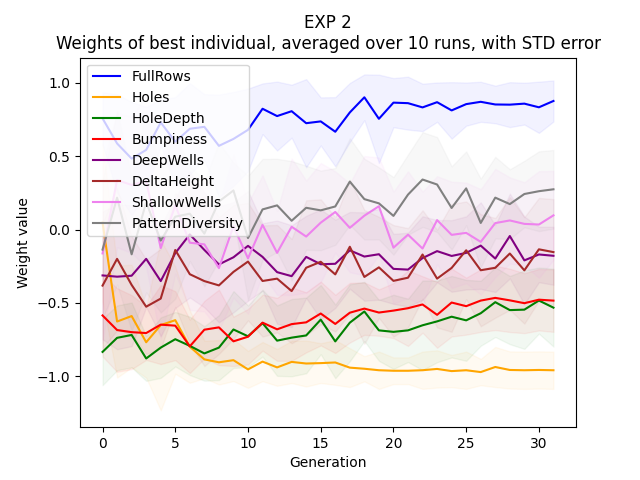 EXP 2
Weights of best individual, averaged over 10 runs, with STD error
1.0
0.5
0.0
−0.5
−1.0
Weight value
FullRows
Holes
HoleDepth
Bumpiness
DeepWells
DeltaHeight
ShallowWells
PatternDiversity
0 5 10 15 20 25 30
Generation